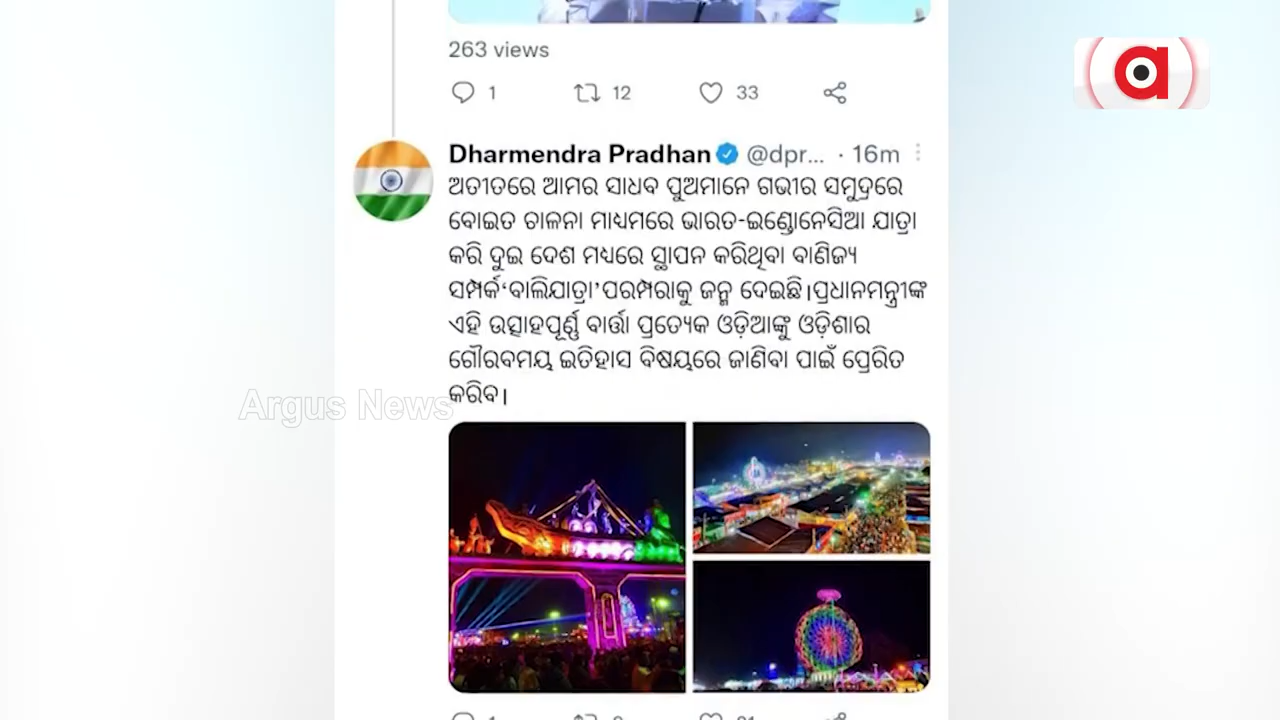 263 views
1 12 33
Dharmendra Pradhan @dpr... · 16m
ଅତୀତରେ ଆମର ସାଧବ ପୁଅମାନେ ଗଭୀର ସମୁଦ୍ରରେ
ବୋଇତ ଚାଳନା ମାଧ୍ୟମରେ ଭାରତ-ଇଣ୍ଡୋନେସିଆ ଯାତ୍ରା
କରି ଦୁଇ ଦେଶ ମଧ୍ୟରେ ସ୍ଥାପନ କରିଥିବା ବାଣିଜ୍ୟ
ସମ୍ପର୍କ‘ବାଲିଯାତ୍ରା’ପରମ୍ପରାକୁ ଜନ୍ମ ଦେଇଛି।ପ୍ରଧାନମନ୍ତ୍ରୀଙ୍କ
ଏହି ଉତ୍ସାହପୂର୍ଣ୍ଣ ବାର୍ତ୍ତା ପ୍ରତ୍ୟେକ ଓଡ଼ିଆଙ୍କୁ ଓଡ଼ିଶାର
ଗୌରବମୟ ଇତିହାସ ବିଷୟରେ ଜାଣିବା ପାଇଁ ପ୍ରେରିତ
କରିବ।
Argus News